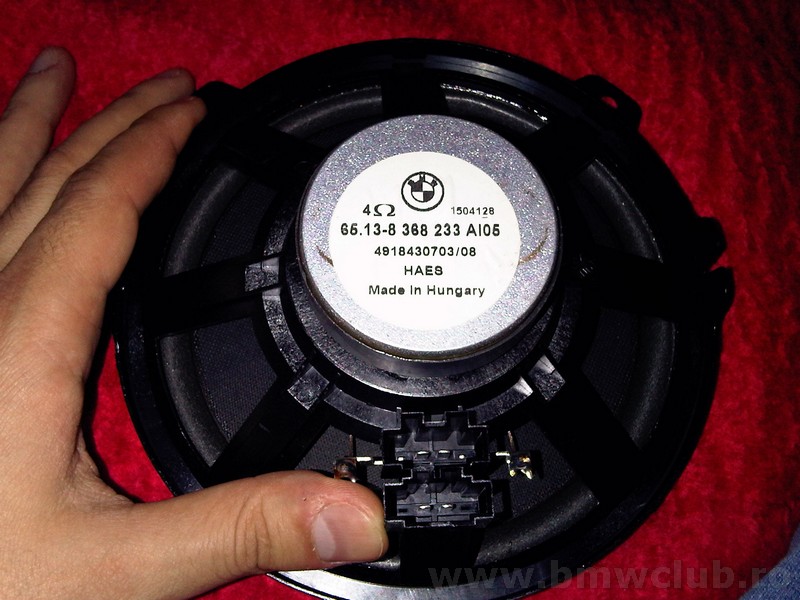 4Ω 1504128
65.13-8 368 233 AI05
4918430703/08
HAES
Made in Hungary
www.bmwclub.ro